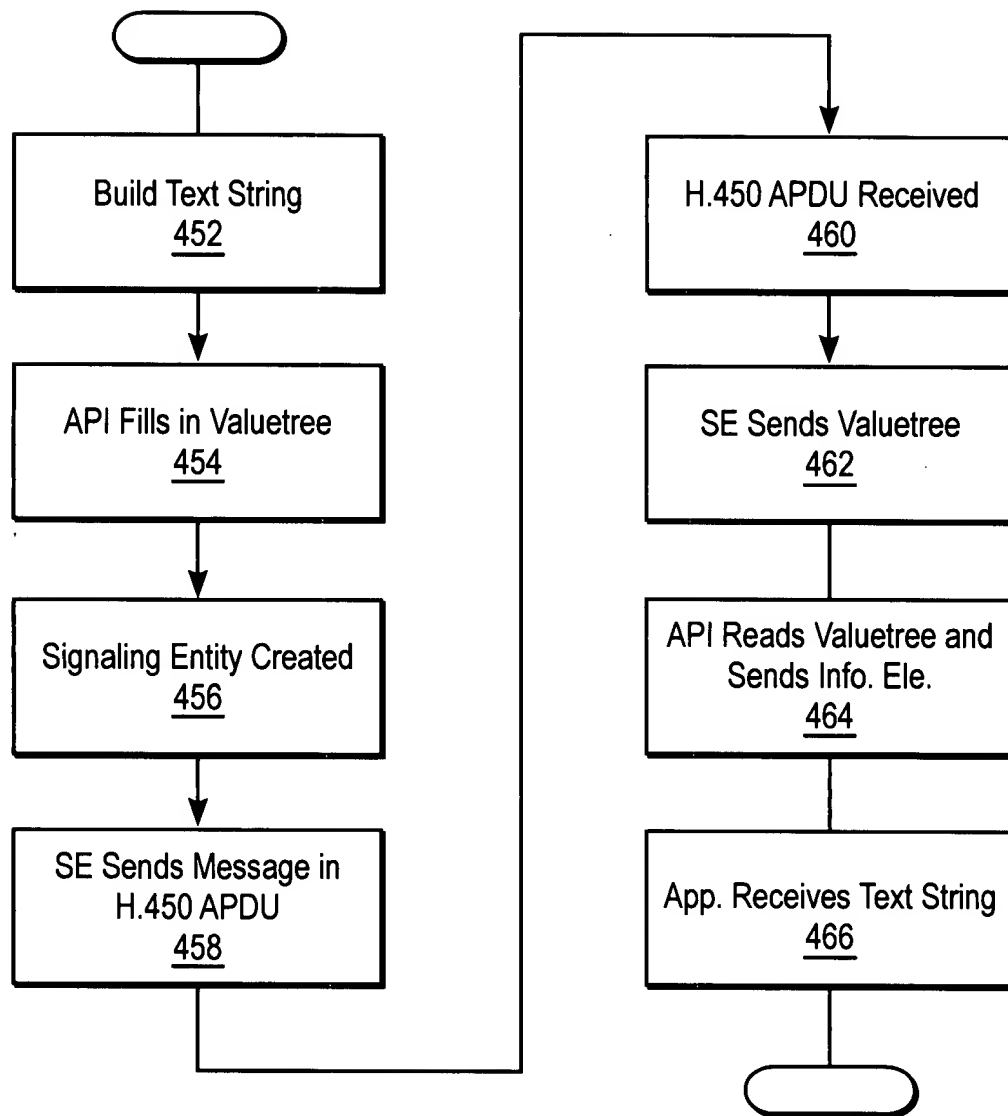 Build Text String
452
API Fills in Valuetree
454
Signaling Entity Created
456
SE Sends Message in
H.450 APDU
458
H.450 APDU Received
460
SE Sends Valuetree
462
API Reads Valuetree and
Sends Info. Ele.
464
App. Receives Text String
466